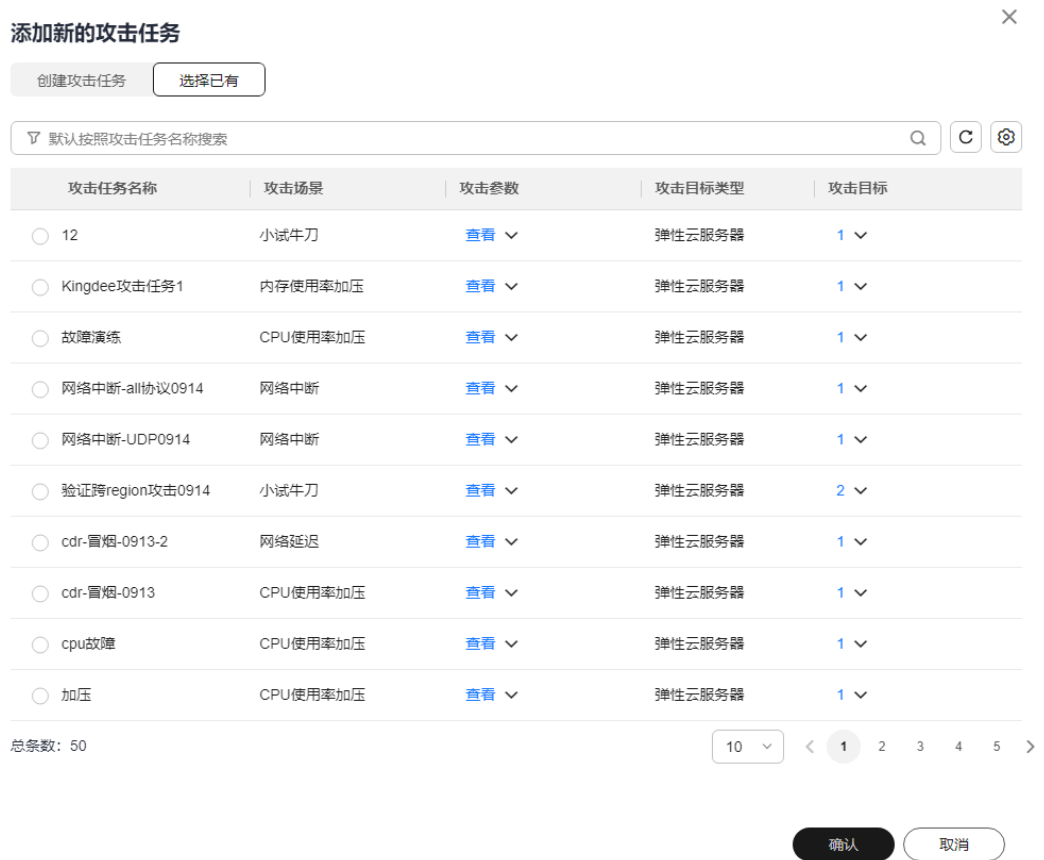 添加新的攻击任务
创建攻击任务 选择已有
默认按照攻击任务名称搜索
攻击任务名称 攻击场景 攻击参数 攻击目标类型 攻击目标
12 小试牛刀 查看 弹性云服务器 1
Kingdee攻击任务1 内存使用率加压 查看 弹性云服务器 1
故障演练 CPU使用率加压 查看 弹性云服务器 1
网络中断-all协议0914 网络中断 查看 弹性云服务器 1
网络中断-UDP0914 网络中断 查看 弹性云服务器 1
验证跨region攻击0914 小试牛刀 查看 弹性云服务器 2
cdr-冒烟-0913-2 网络延迟 查看 弹性云服务器 1
cdr-冒烟-0913 CPU使用率加压 查看 弹性云服务器 1
cpu故障 CPU使用率加压 查看 弹性云服务器 1
加压 CPU使用率加压 查看 弹性云服务器 1
总条数：50 10 1 2 3 4 5
确认 取消